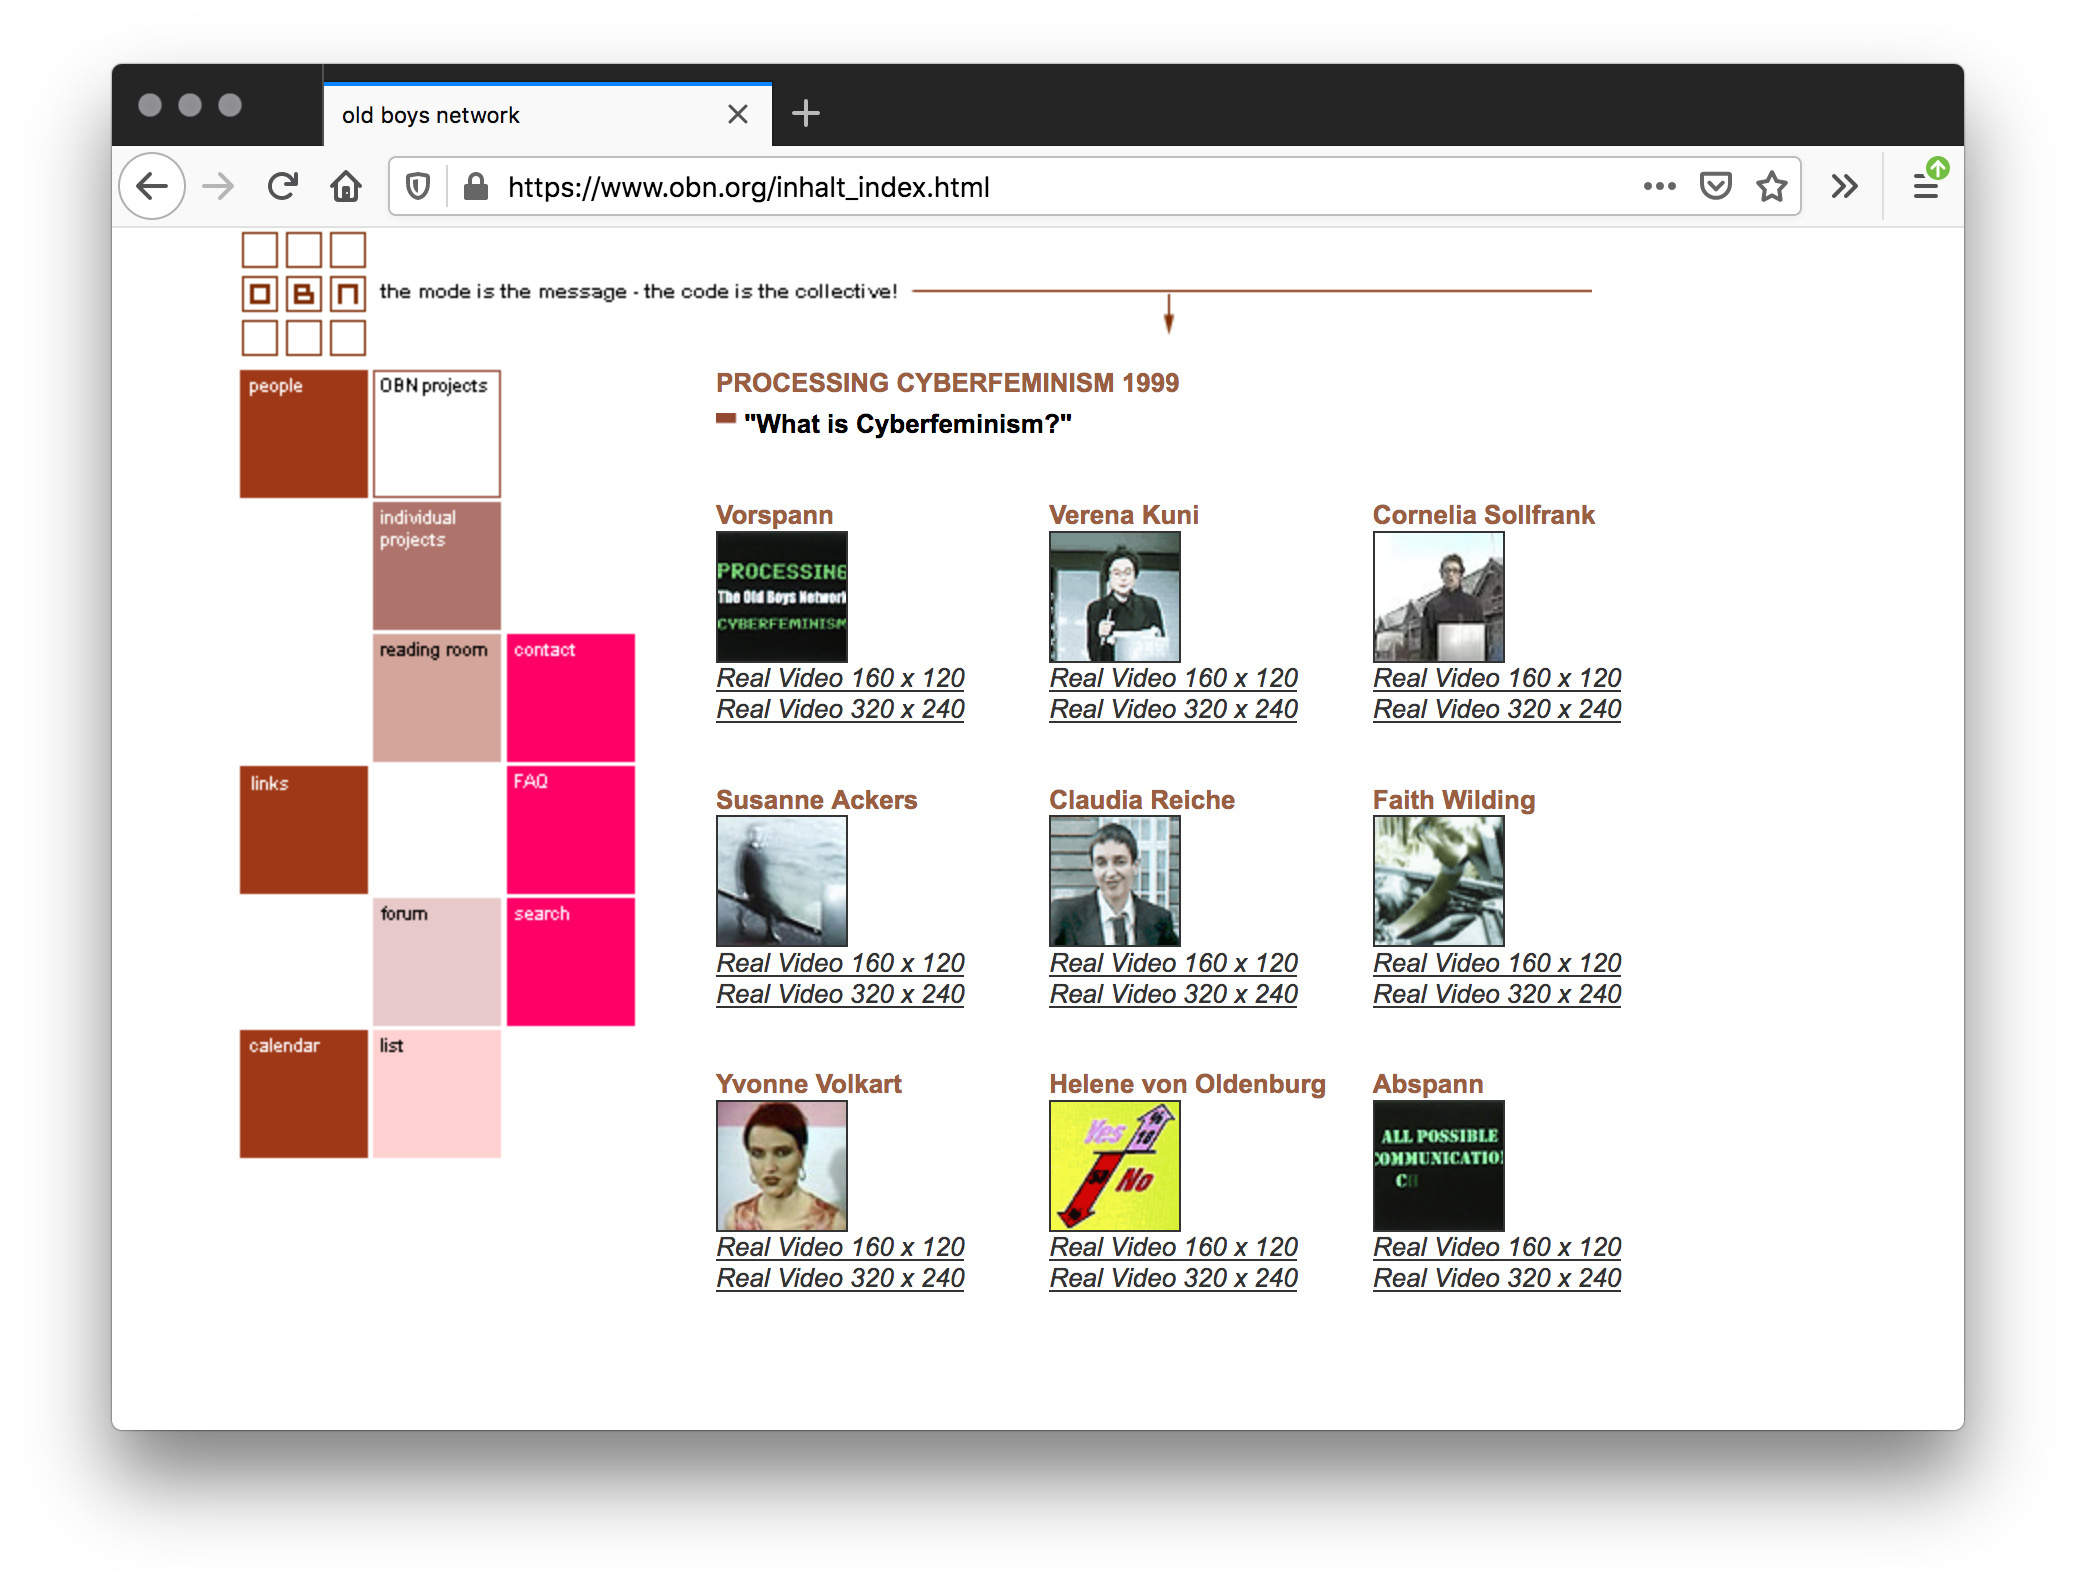 old boys network
https://www.obn.org/inhalt_index.html
OBN
the mode is the message - the code is the collective!
people
OBN projects
individual
projects
reading room
contact
links
FAQ
forum
search
calendar
list
PROCESSING CYBERFEMINISM 1999
"What is Cyberfeminism?"
Vorspann
PROCESSING
The Old Boys Network
CYBERFEMINISM
Real Video 160 x 120
Real Video 320 x 240
Verena Kuni
Real Video 160 x 120
Real Video 320 x 240
Cornelia Sollfrank
Real Video 160 x 120
Real Video 320 x 240
Susanne Ackers
Real Video 160 x 120
Real Video 320 x 240
Claudia Reiche
Real Video 160 x 120
Real Video 320 x 240
Faith Wilding
Real Video 160 x 120
Real Video 320 x 240
Yvonne Volkart
Real Video 160 x 120
Real Video 320 x 240
Helene von Oldenburg
Yes
No
Real Video 160 x 120
Real Video 320 x 240
Abspann
ALL POSSIBLE
COMMUNICATIO
C
Real Video 160 x 120
Real Video 320 x 240